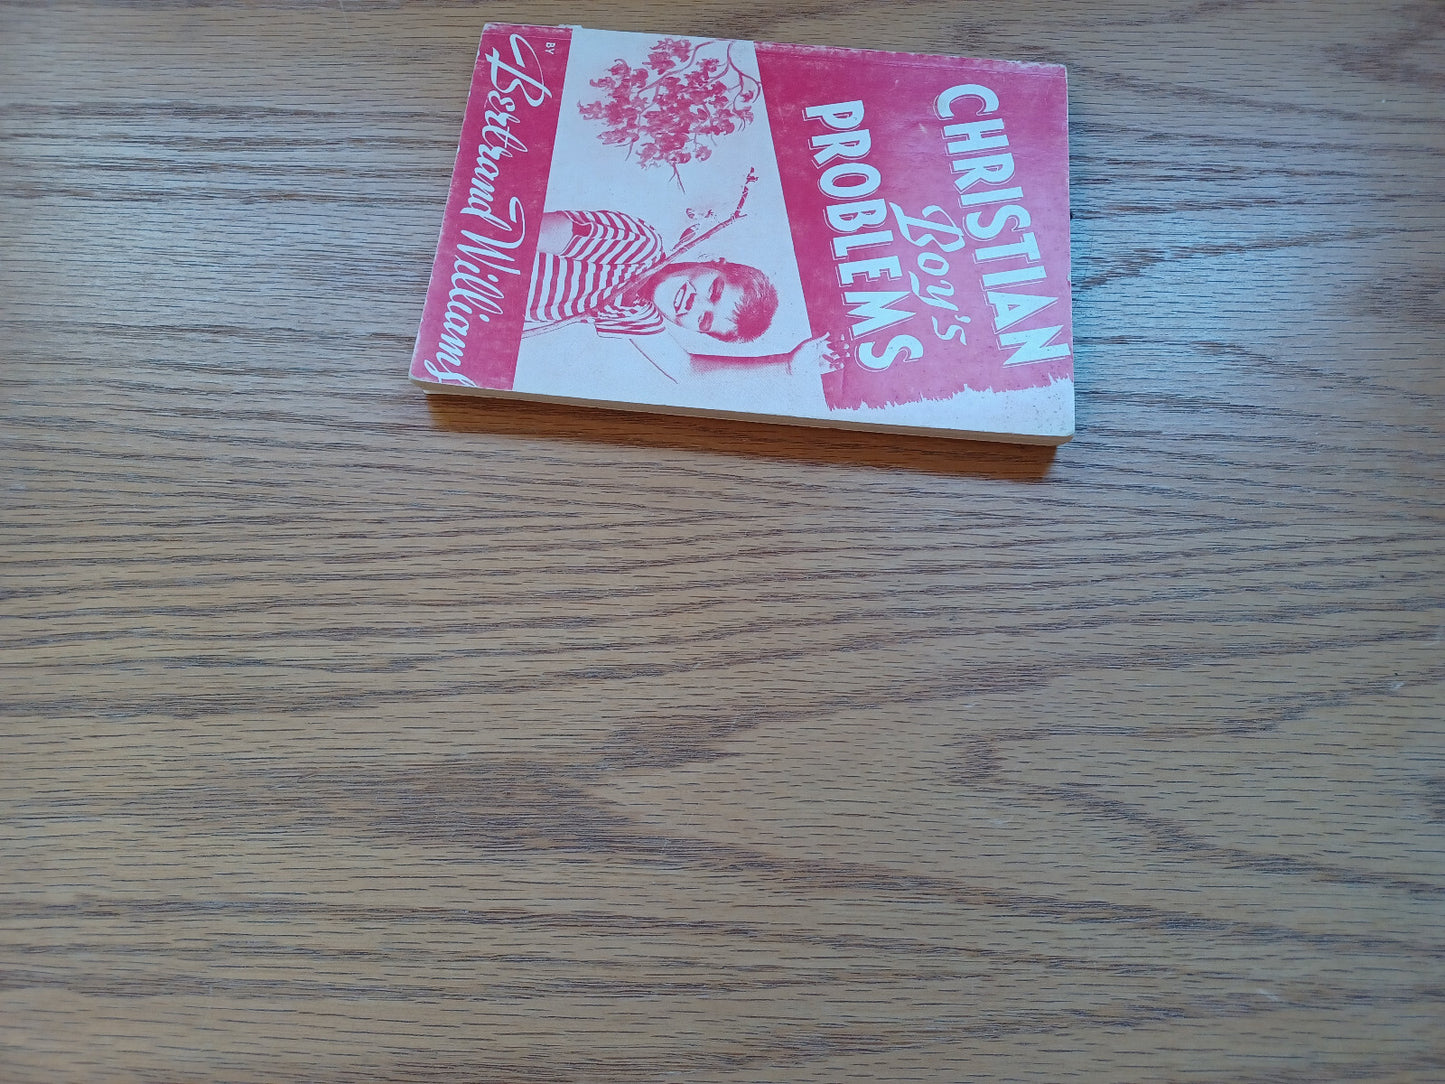 CHRISTIAN
Boy's
PROBLEMS
BY
Bertrand Williams